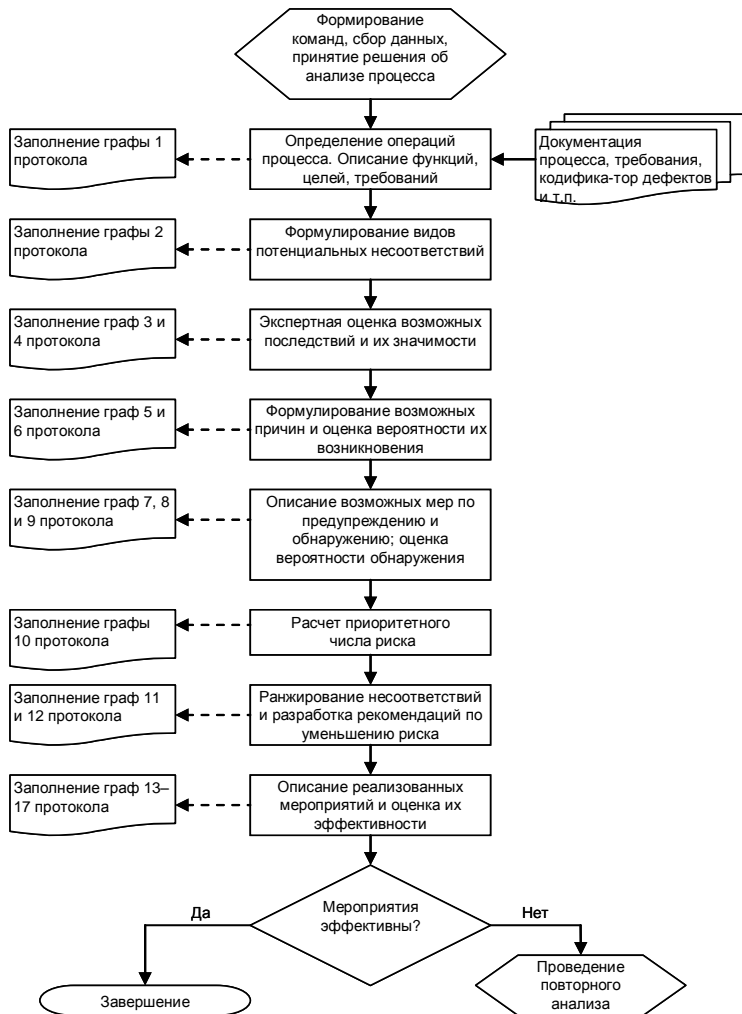 Формирование
команд, сбор данных,
принятие решения об
анализе процесса
Заполнение графы 1
протокола
Определение операций
процесса. Описание функций,
целей, требований
Документация
процесса, требования,
кодифика-тор дефектов
и т.п.
Заполнение графы 2
протокола
Формулирование видов
потенциальных несоответствий
Заполнение граф 3 и
4 протокола
Экспертная оценка возможных
последствий и их значимости
Заполнение граф 5 и
6 протокола
Формулирование возможных
причин и оценка вероятности их
возникновения
Заполнение граф 7, 8
и 9 протокола
Описание возможных мер по
предупреждению и
обнаружению; оценка
вероятности обнаружения
Заполнение графы
10 протокола
Расчет приоритетного
числа риска
Заполнение граф 11
и 12 протокола
Ранжирование несоответствий
и разработка рекомендаций по
уменьшению риска
Заполнение граф 13–
17 протокола
Описание реализованных
мероприятий и оценка их
эффективности
Мероприятия
эффективны?
Да
Нет
Завершение
Проведение
повторного
анализа